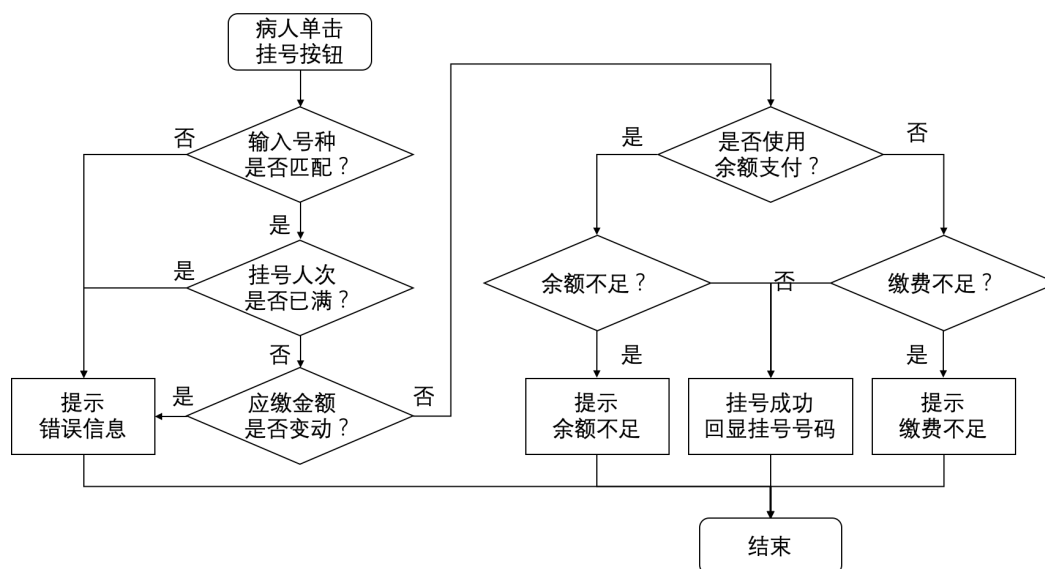 病人单击
挂号按钮
否
输入号种
是否匹配？
是
是
挂号人次
是否已满？
否
是
应缴金额
是否变动？
否
提示
错误信息
是
是否使用
余额支付？
否
余额不足？
否
缴费不足？
是
是
提示
余额不足
挂号成功
回显挂号号码
提示
缴费不足
结束